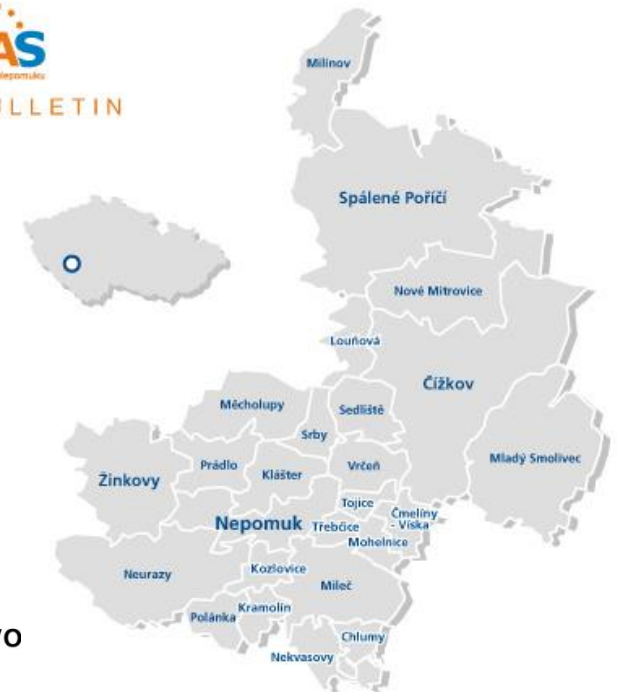 AS
LLETIN
Milínov
Spálené Poříčí
Nové Mitrovice
Louňová
Čížkov
Měcholupy
Sedliště
Srby
Mladý Smolivec
Žinkovy
Prádlo
Klášter
Vrčeň
Tojice
Čmelíny
- Víska
Nepomuk
Třebčice
Mohelnice
Neurazy
Kozlovice
Mileč
Polánka
Kramolín
Chlumy
Nekvasovy
vo